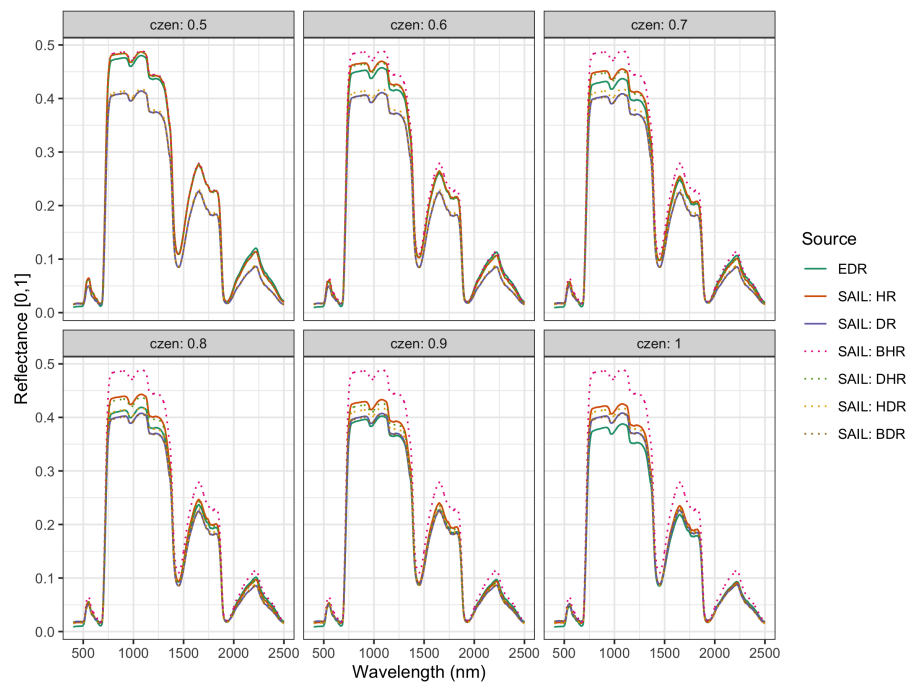 czen: 0.5 czen: 0.6 czen: 0.7
0.5
0.4
0.3
0.2
0.1
0.0
czen: 0.8 czen: 0.9 czen: 1
0.5
0.4
0.3
0.2
0.1
0.0
500 1000 1500 2000 2500 500 1000 1500 2000 2500 500 1000 1500 2000 2500
Wavelength (nm)
Reflectance [0,1]
Source
EDR
SAIL: HR
SAIL: DR
SAIL: BHR
SAIL: DHR
SAIL: HDR
SAIL: BDR